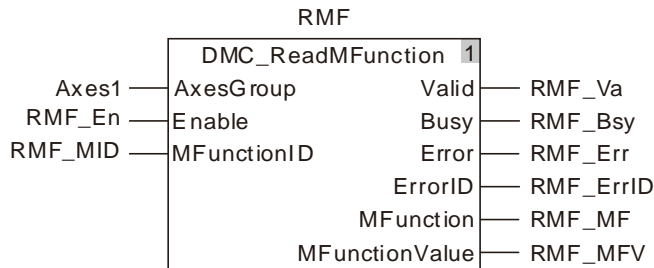 RMF
DMC_ReadMFunction 1
Axes1 AxesGroup Valid RMF_Va
RMF_En Enable Busy RMF_Bsy
RMF_MID MFunctionID Error RMF_Err
ErrorID RMF_ErrID
MFunction RMF_MF
MFunctionValue RMF_MFV